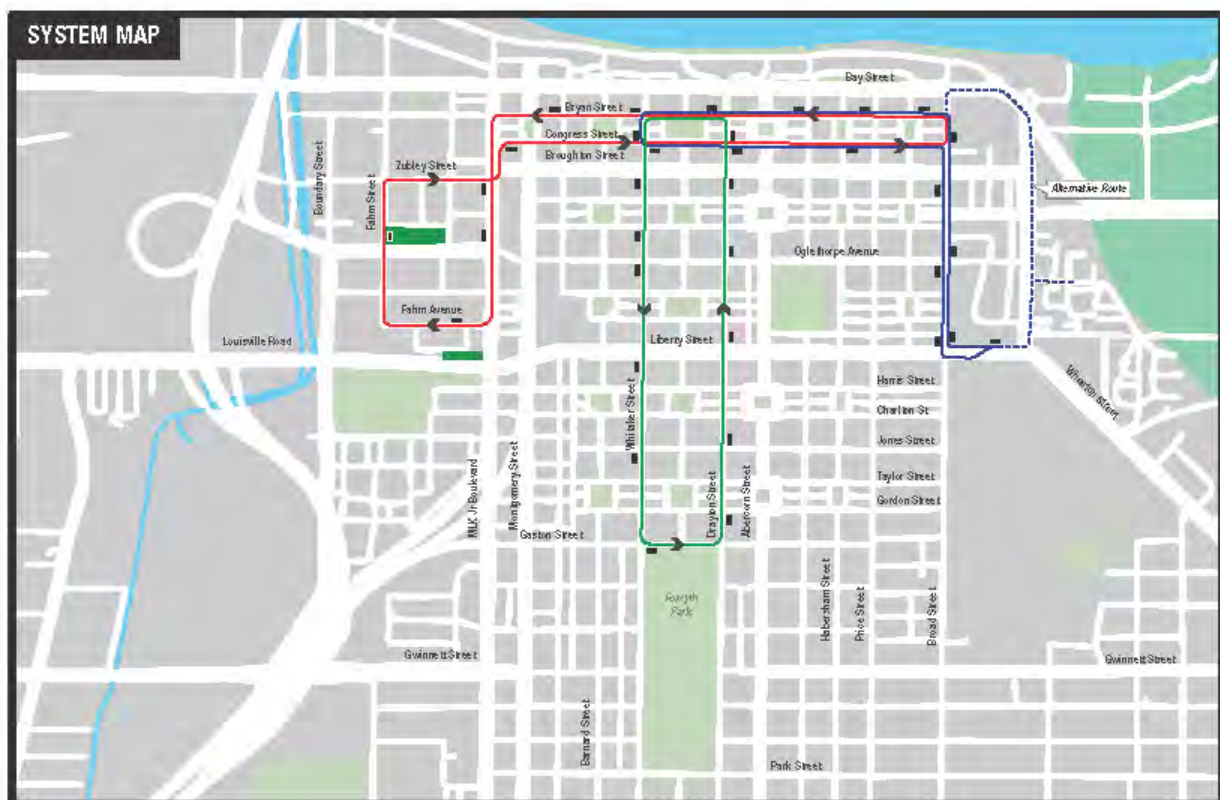 SYSTEM MAP
Bay Street
Bryan Street
Congress Street
Broughton Street
Zubley Street
Boundary Street
Fahm Street
Alternative Route
Oglethorpe Avenue
Fahm Avenue
Louisville Road
Liberty Street
Wheaton Street
Harris Street
Charlton St
Whitaker Street
Jones Street
MLK Jr Boulevard
Montgomery Street
Drayton Street
Abercorn Street
Taylor Street
Gordon Street
Gaston Street
Forsyth
Park
Habersham Street
Price Street
Broad Street
Gwinnett Street
Gwinnett Street
Barnard Street
Park Street